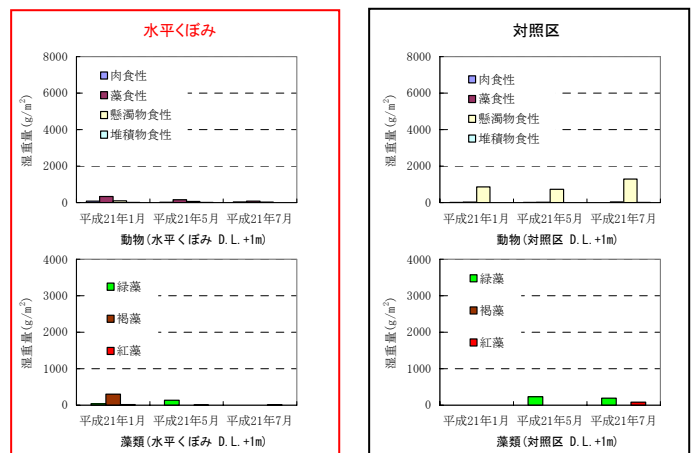 水平くぼみ
8000
6000
4000
2000
0
湿重量(g/m²)
肉食性
藻食性
懸濁物食性
堆積物食性
平成21年1月 平成21年5月 平成21年7月
動物(水平くぼみ D.L.+1m)
4000
3000
2000
1000
0
湿重量(g/m²)
緑藻
褐藻
紅藻
平成21年1月 平成21年5月 平成21年7月
藻類(水平くぼみ D.L.+1m)
対照区
8000
6000
4000
2000
0
湿重量(g/m²)
肉食性
藻食性
懸濁物食性
堆積物食性
平成21年1月 平成21年5月 平成21年7月
動物(対照区 D.L.+1m)
4000
3000
2000
1000
0
湿重量(g/m²)
緑藻
褐藻
紅藻
平成21年1月 平成21年5月 平成21年7月
藻類(対照区 D.L.+1m)